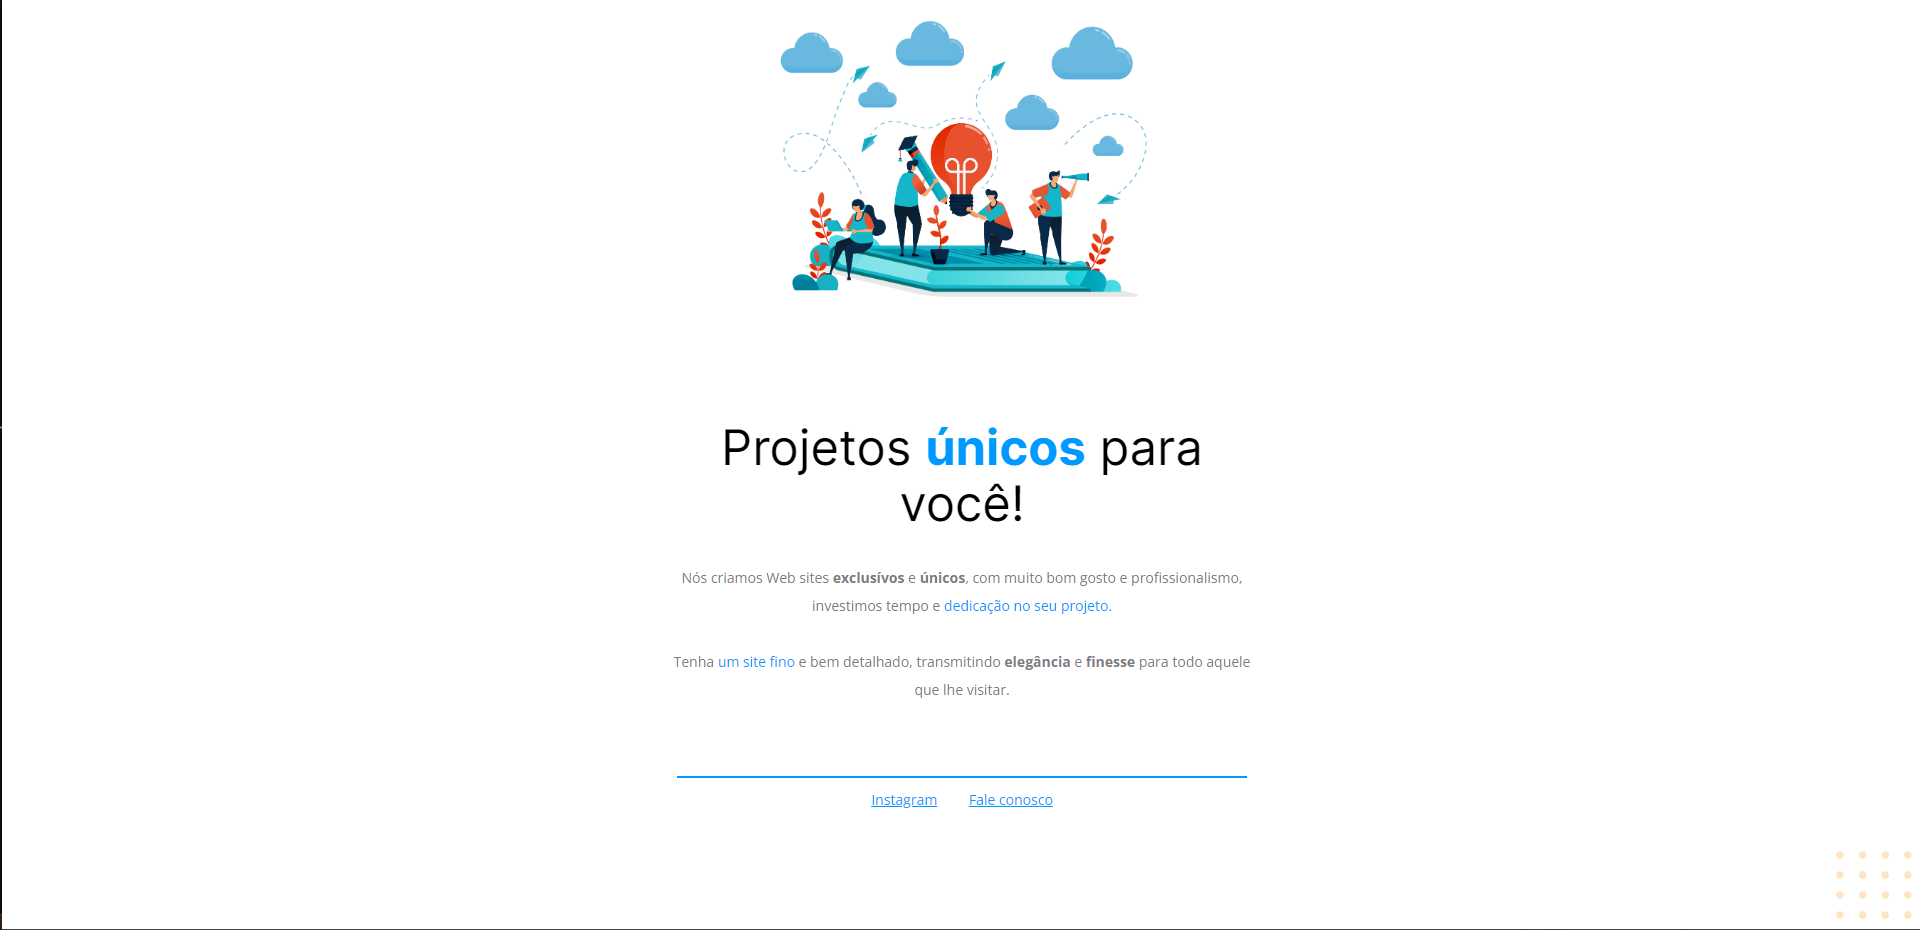 Projetos únicos para
você!
Nós criamos Web sites exclusívos e únicos, com muito bom gosto e profissionalismo,
investimos tempo e dedicação no seu projeto.
Tenha um site fino e bem detalhado, transmitindo elegância e finesse para todo aquele
que lhe visitar.
Instagram Fale conosco